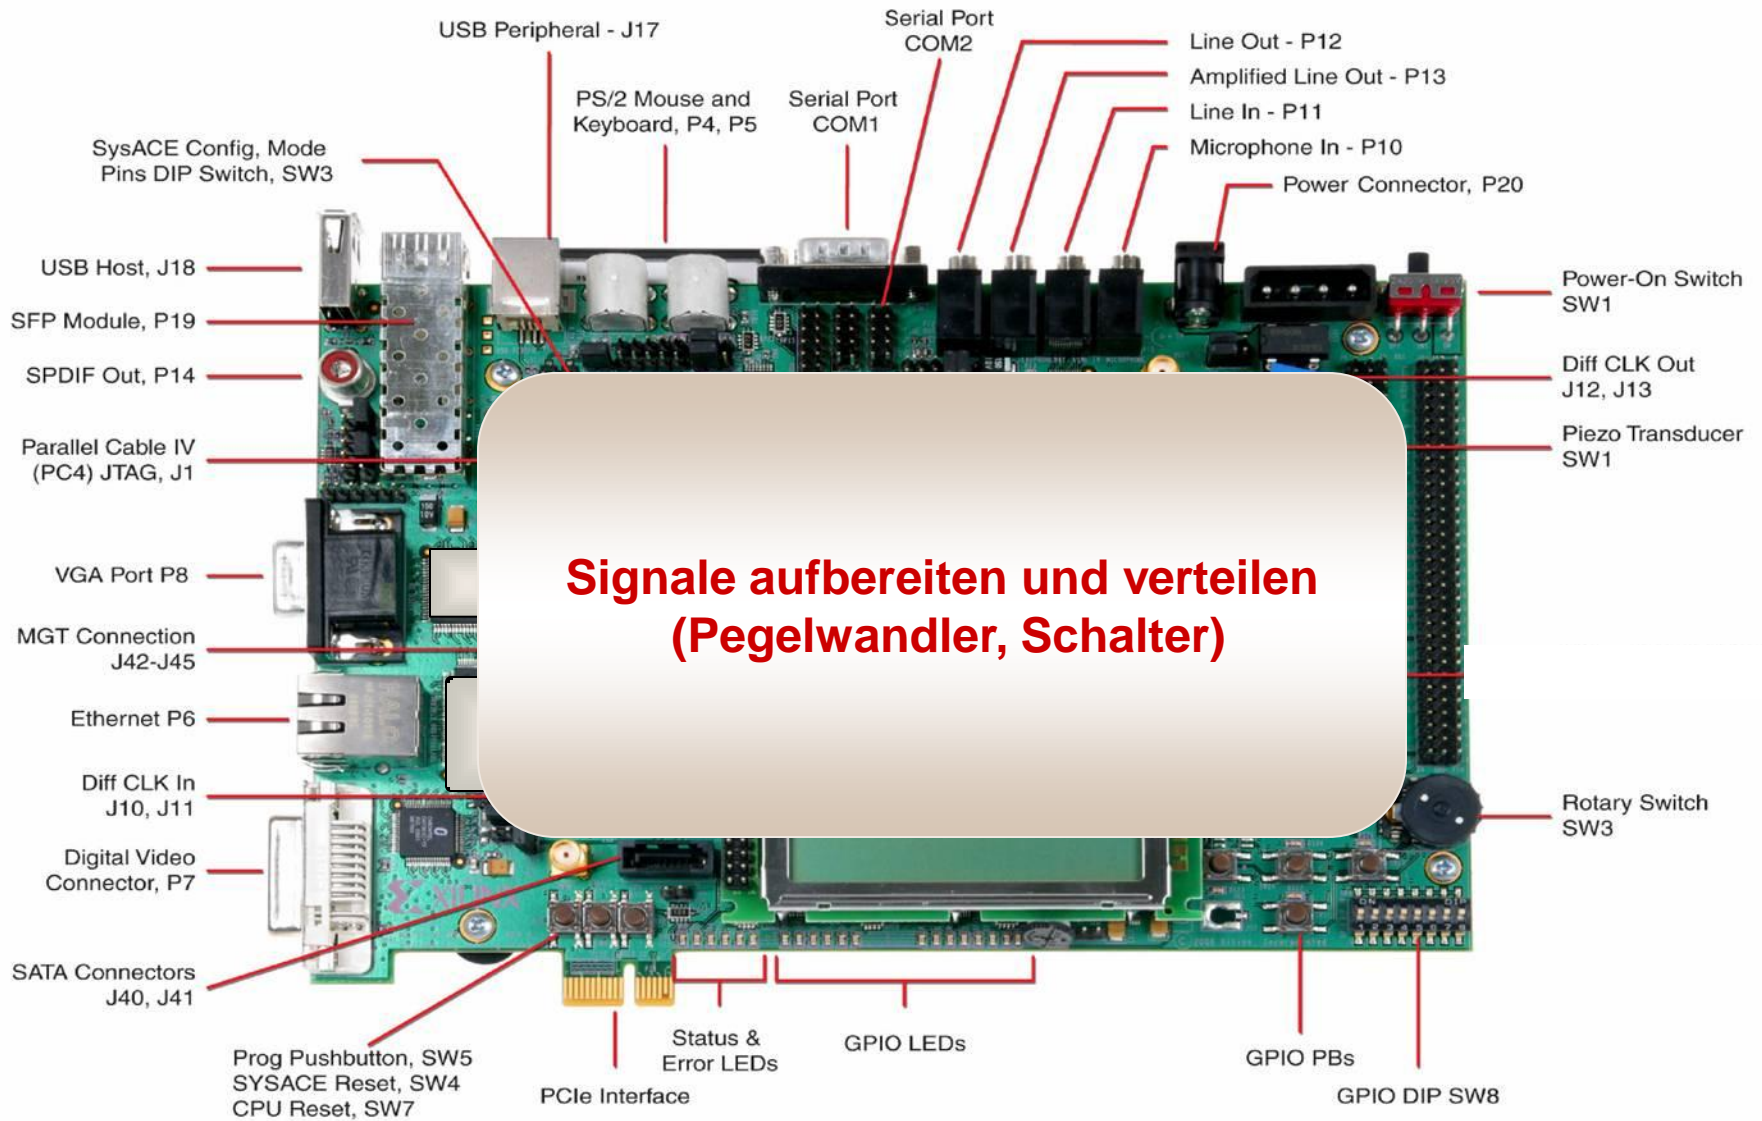 USB Peripheral - J17
Serial Port
COM2
Line Out - P12
Amplified Line Out - P13
Line In - P11
Microphone In - P10
Power Connector, P20
PS/2 Mouse and
Keyboard, P4, P5
Serial Port
COM1
SysACE Config, Mode
Pins DIP Switch, SW3
USB Host, J18
SFP Module, P19
SPDIF Out, P14
Parallel Cable IV
(PC4) JTAG, J1
VGA Port P8
MGT Connection
J42-J45
Ethernet P6
Diff CLK In
J10, J11
Digital Video
Connector, P7
SATA Connectors
J40, J41
Power-On Switch
SW1
Diff CLK Out
J12, J13
Piezo Transducer
SW1
Rotary Switch
SW3
Signale aufbereiten und verteilen
(Pegelwandler, Schalter)
XILINX
ON
DIP
Prog Pushbutton, SW5
SYSACE Reset, SW4
CPU Reset, SW7
PCIe Interface
Status &
Error LEDs
GPIO LEDs
GPIO PBs
GPIO DIP SW8